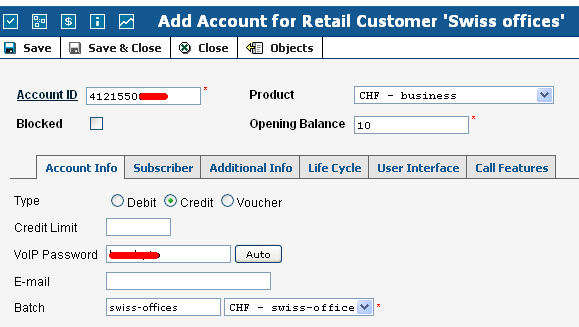 Add Account for Retail Customer 'Swiss offices'
Save Save & Close Close Objects
Account ID 4121550 * Product CHF - business
Blocked Opening Balance 10 *
Account Info Subscriber Additional Info Life Cycle User Interface Call Features
Type Debit Credit Voucher
Credit Limit
VoIP Password Auto
E-mail
Batch swiss-offices CHF - swiss-office *